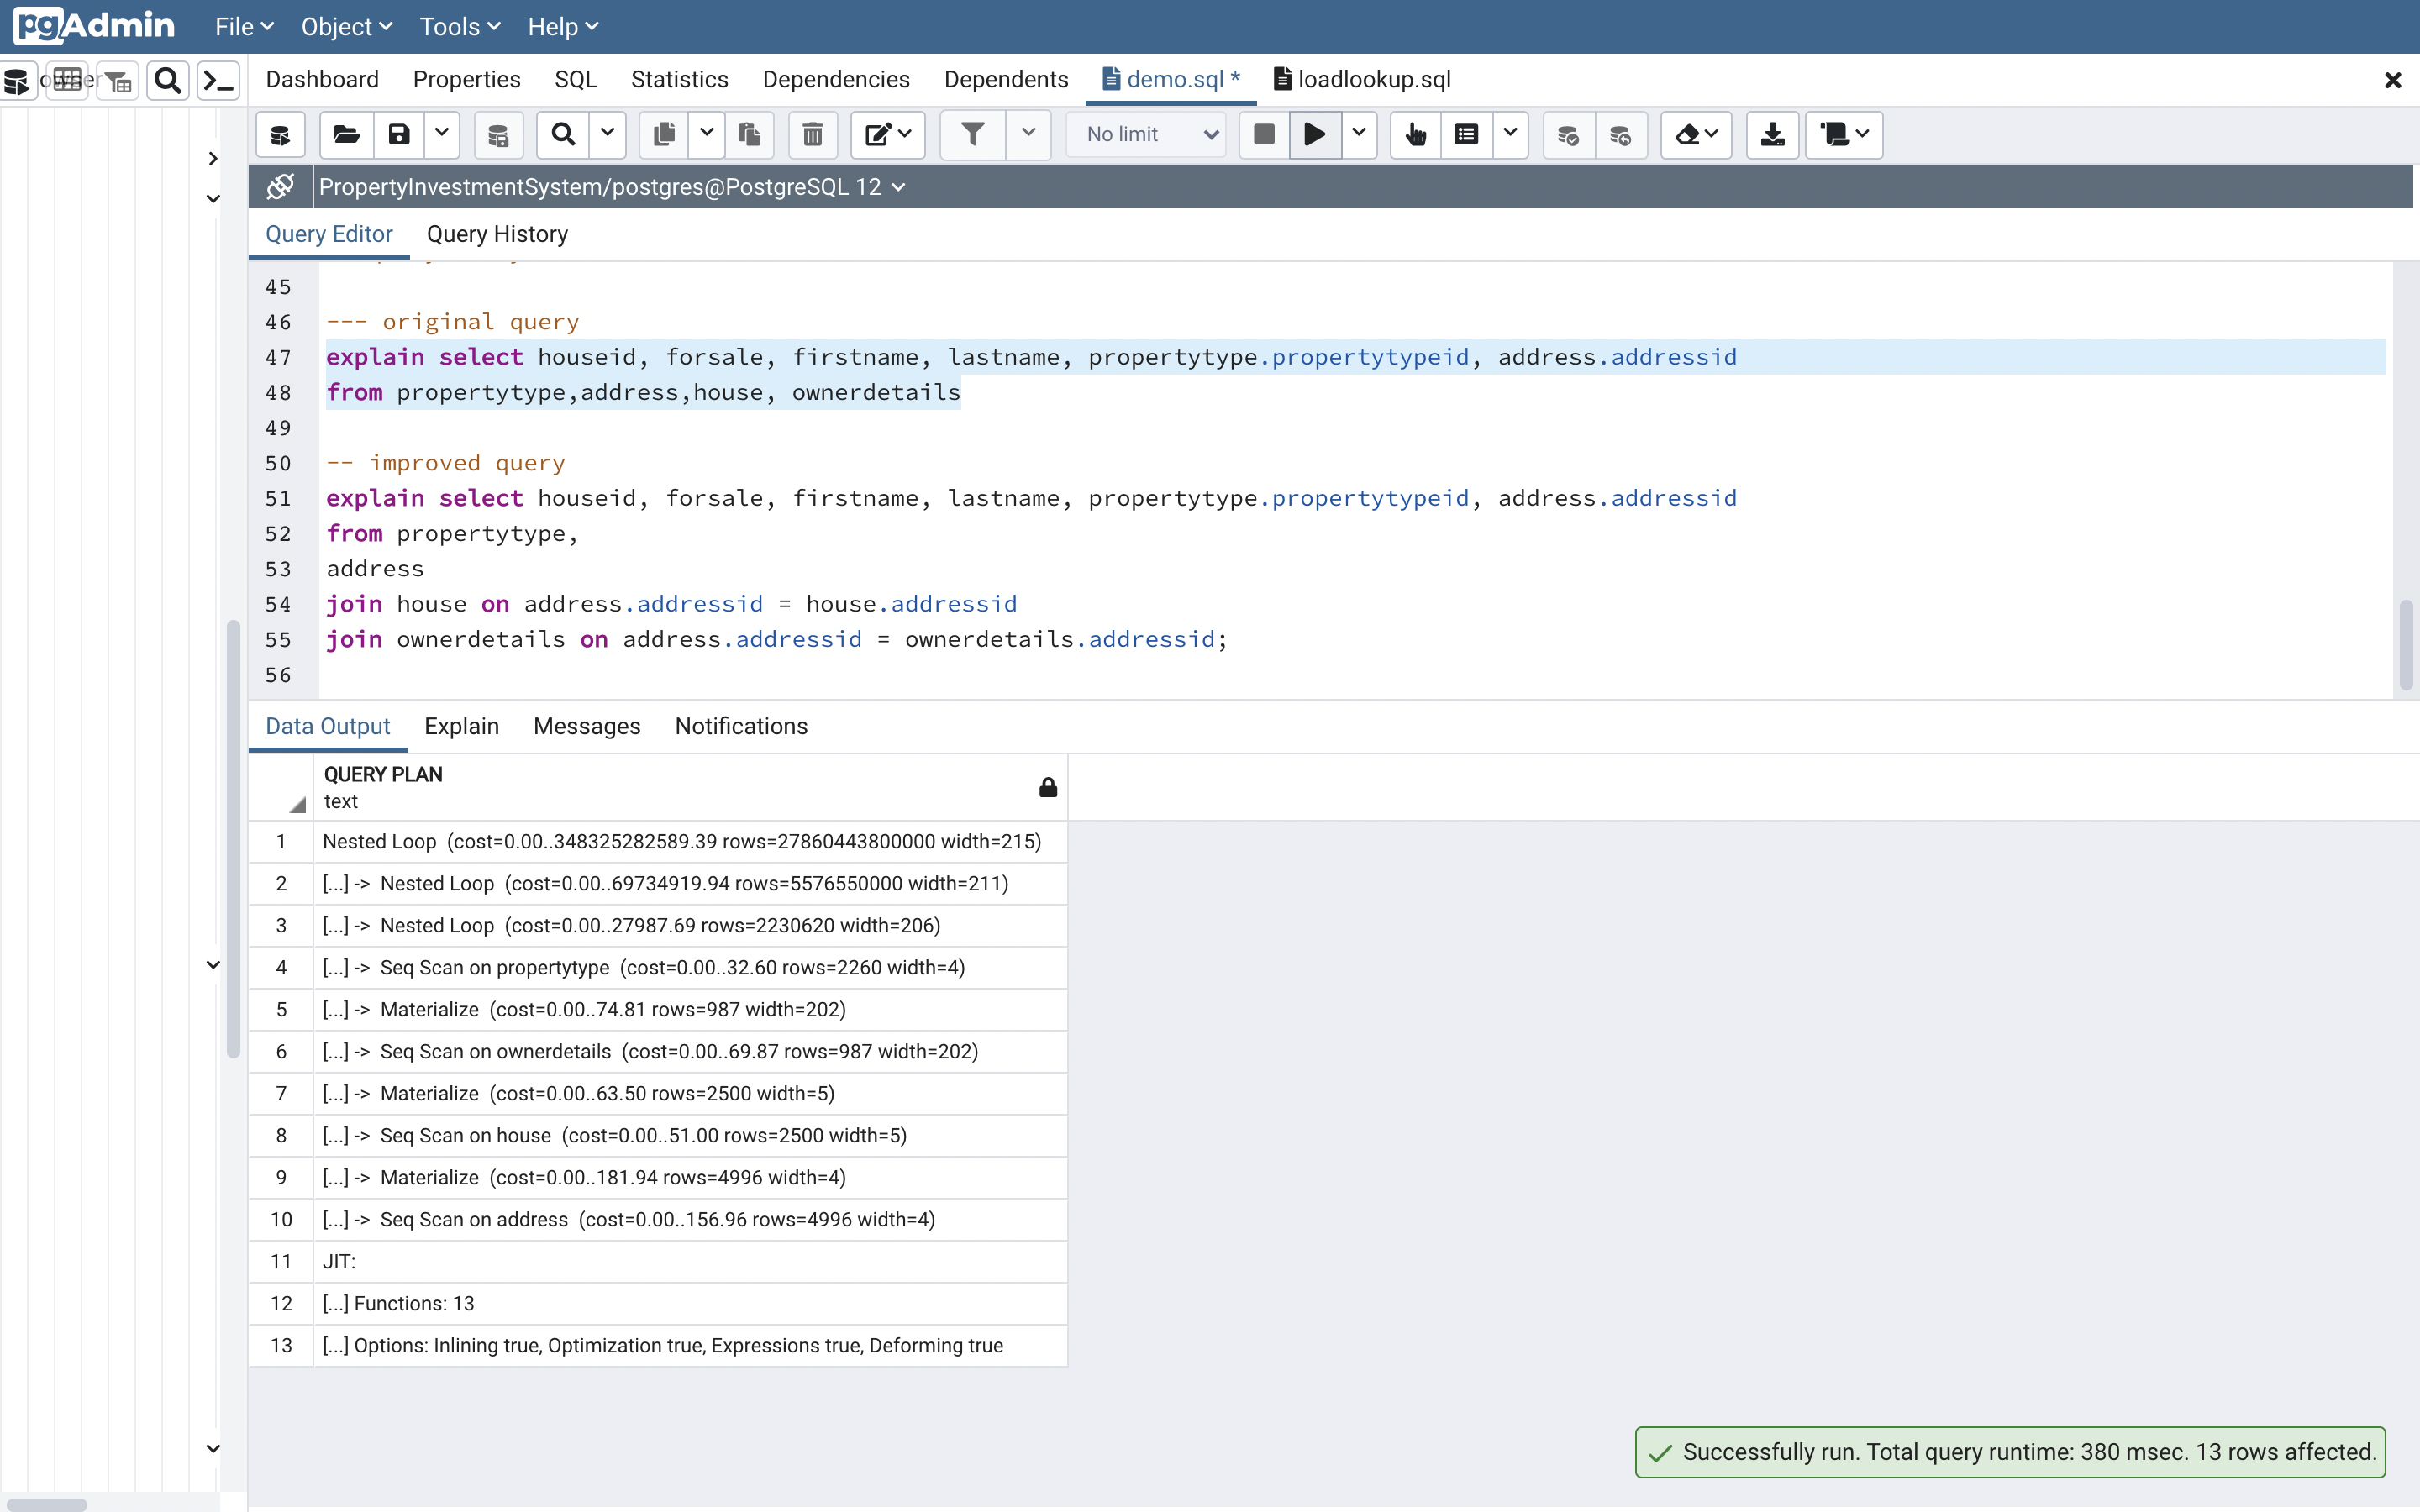 pgAdmin File Object Tools Help
Dashboard Properties SQL Statistics Dependencies Dependents demo.sql * loadlookup.sql
No limit
PropertyInvestmentSystem/postgres@PostgreSQL 12
Query Editor Query History
45
46 --- original query
47 explain select houseid, forsale, firstname, lastname, propertytype.propertytypeid, address.addressid
48 from propertytype,address,house, ownerdetails
49
50 -- improved query
51 explain select houseid, forsale, firstname, lastname, propertytype.propertytypeid, address.addressid
52 from propertytype,
53 address
54 join house on address.addressid = house.addressid
55 join ownerdetails on address.addressid = ownerdetails.addressid;
56
Data Output Explain Messages Notifications
QUERY PLAN
text
1 Nested Loop (cost=0.00..348325282589.39 rows=27860443800000 width=215)
2 [...] -> Nested Loop (cost=0.00..69734919.94 rows=5576550000 width=211)
3 [...] -> Nested Loop (cost=0.00..27987.69 rows=2230620 width=206)
4 [...] -> Seq Scan on propertytype (cost=0.00..32.60 rows=2260 width=4)
5 [...] -> Materialize (cost=0.00..74.81 rows=987 width=202)
6 [...] -> Seq Scan on ownerdetails (cost=0.00..69.87 rows=987 width=202)
7 [...] -> Materialize (cost=0.00..63.50 rows=2500 width=5)
8 [...] -> Seq Scan on house (cost=0.00..51.00 rows=2500 width=5)
9 [...] -> Materialize (cost=0.00..181.94 rows=4996 width=4)
10 [...] -> Seq Scan on address (cost=0.00..156.96 rows=4996 width=4)
11 JIT:
12 [...] Functions: 13
13 [...] Options: Inlining true, Optimization true, Expressions true, Deforming true
Successfully run. Total query runtime: 380 msec. 13 rows affected.